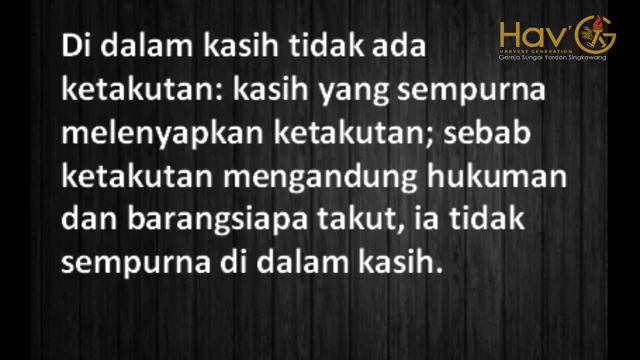 Hav'G
HARVEST GENERATION
Gereja Sungai Yordan Singkawang
Di dalam kasih tidak ada
ketakutan: kasih yang sempurna
melenyapkan ketakutan; sebab
ketakutan mengandung hukuman
dan barangsiapa takut, ia tidak
sempurna di dalam kasih.